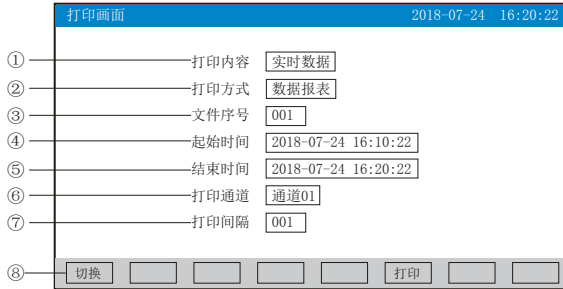 打印画面 2018-07-24 16:20:22
① 打印内容 实时数据
② 打印方式 数据报表
③ 文件序号 001
④ 起始时间 2018-07-24 16:10:22
⑤ 结束时间 2018-07-24 16:20:22
⑥ 打印通道 通道01
⑦ 打印间隔 001
⑧ 切换 打印